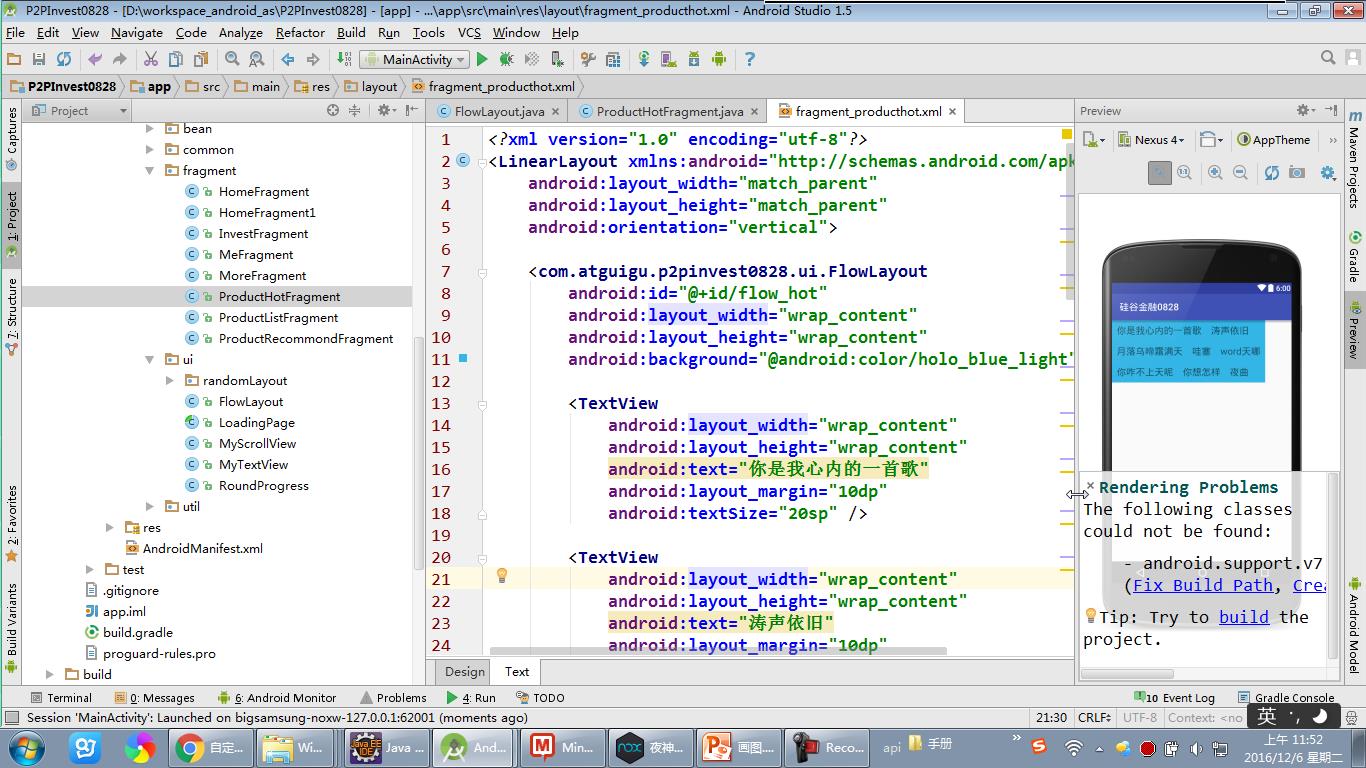 P2PInvest0828 - [D:\workspace_android_as\P2PInvest0828] - [app] - ...\app\src\main\res\layout\fragment_producthot.xml - Android Studio 1.5
File Edit View Navigate Code Analyze Refactor Build Run Tools VCS Window Help
MainActivity
P2PInvest0828 app src main res layout fragment_producthot.xml
Captures
1: Project
7: Structure
2: Favorites
Build Variants
Project
bean
common
fragment
HomeFragment
HomeFragment1
InvestFragment
MeFragment
MoreFragment
ProductHotFragment
ProductListFragment
ProductRecommondFragment
ui
randomLayout
FlowLayout
LoadingPage
MyScrollView
MyTextView
RoundProgress
util
res
AndroidManifest.xml
test
.gitignore
app.iml
build.gradle
proguard-rules.pro
build
FlowLayout.java ProductHotFragment.java fragment_producthot.xml
1 <?xml version="1.0" encoding="utf-8"?>
2 <LinearLayout xmlns:android="http://schemas.android.com/apk
3 android:layout_width="match_parent"
4 android:layout_height="match_parent"
5 android:orientation="vertical">
6
7 <com.atguigu.p2pinvest0828.ui.FlowLayout
8 android:id="@+id/flow_hot"
9 android:layout_width="wrap_content"
10 android:layout_height="wrap_content"
11 android:background="@android:color/holo_blue_light"
12
13 <TextView
14 android:layout_width="wrap_content"
15 android:layout_height="wrap_content"
16 android:text="你是我心内的一首歌"
17 android:layout_margin="10dp"
18 android:textSize="20sp" />
19
20 <TextView
21 android:layout_width="wrap_content"
22 android:layout_height="wrap_content"
23 android:text="涛声依旧"
24 android:layout_margin="10dp"
Design Text
Preview
Nexus 4 AppTheme
6:00
硅谷金融0828
你是我心内的一首歌 涛声依旧
月落乌啼霜满天 哇塞 word天哪
你咋不上天呢 你想怎样 夜曲
Rendering Problems
The following classes
could not be found:
- android.support.v7
(Fix Build Path, Crea
Tip: Try to build the
project.
Maven Projects
Gradle
Preview
Android Model
Terminal 0: Messages 6: Android Monitor Problems 4: Run TODO 10 Event Log Gradle Console
Session 'MainActivity': Launched on bigsamsung-noxw-127.0.0.1:62001 (moments ago) 21:30 CRLF UTF-8 Context: <no
英
自定... Wi... Java ... And... Min... 夜神... 画图... Reco... api 手册
上午 11:52
2016/12/6 星期二